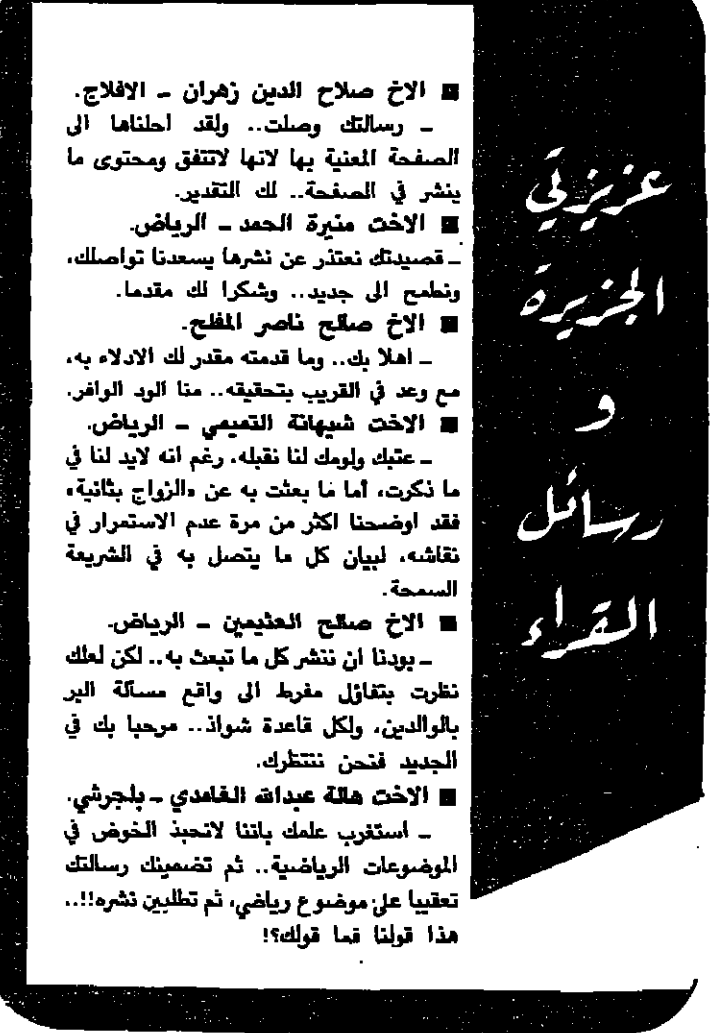 عزيزتي
الجزيرة
و
رسائل
القراء
■ الاخ صلاح الدين زهران - الافلاج.
- رسالتك وصلت.. ولقد احلناها الى
الصفحة المعنية بها لانها لاتتفق ومحتوى ما
ينشر في الصفحة.. لك التقدير.
■ الاخت منيرة الحمد - الرياض.
- قصيدتك نعتذر عن نشرها يسعدنا تواصلك،
ونطمح الى جديد.. وشكرا لك مقدما.
■ الاخ صالح ناصر المفلح.
- اهلا بك.. وما قدمته مقدر لك الادلاء به،
مع وعد في القريب بتحقيقه.. منا الود الوافر.
■ الاخت شيهانة التميمي - الرياض.
- عتبك ولومك لنا نقبله، رغم انه لايد لنا في
ما ذكرت، أما ما بعثت به عن «الزواج بثانية»
فقد اوضحنا اكثر من مرة عدم الاستمرار في
نقاشه، لبيان كل ما يتصل به في الشريعة
السمحة.
■ الاخ صالح العثيمين - الرياض.
- بودنا ان ننشر كل ما تبعث به.. لكن لعلك
نظرت بتفاؤل مفرط الى واقع مسألة البر
بالوالدين، ولكل قاعدة شواذ.. مرحبا بك في
الجديد فنحن ننتظرك.
■ الاخت هالة عبدالله الغامدي - بلجرشي.
- استغرب علمك باننا لاتحبذ الخوض في
الموضوعات الرياضية.. ثم تضمينك رسالتك
تعقيبا على موضوع رياضي، ثم تطلبين نشره!!..
هذا قولنا فما قولك؟!